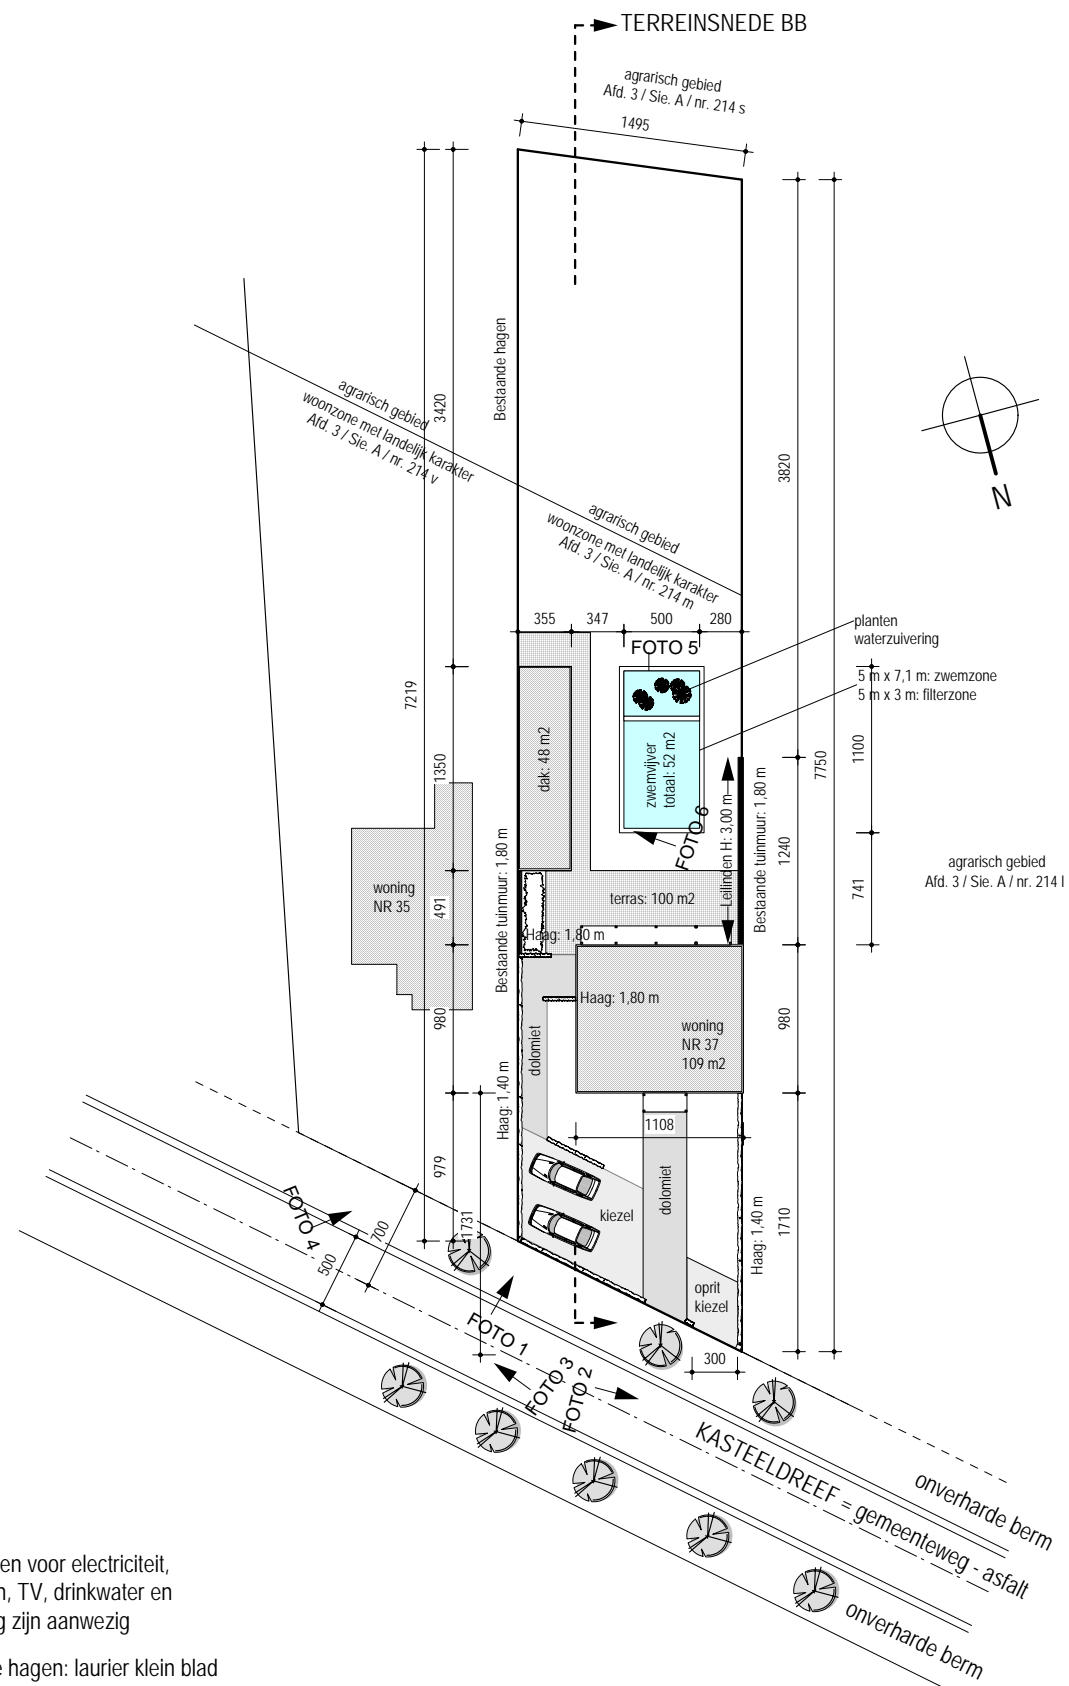 TERREINSNEDE BB
agrarisch gebied
Afd. 3 / Sie. A / nr. 214 s
1495
Bestaande hagen
3420
agrarisch gebied
woonzone met landelijk karakter
Afd. 3 / Sie. A / nr. 214 v
3820
N
agrarisch gebied
woonzone met landelijk karakter
Afd. 3 / Sie. A / nr. 214 m
355
347
500
280
planten
waterzuivering
FOTO 5
5 m x 7,1 m: zwemzone
5 m x 3 m: filterzone
7219
1350
dak: 48 m2
zwemvijver
totaal: 52 m2
FOTO 6
Leilinden H: 3,00 m
Bestaande tuinmuur: 1,80 m
7750
1100
1240
741
agrarisch gebied
Afd. 3 / Sie. A / nr. 214 l
woning
NR 35
491
Bestaande tuinmuur: 1,80 m
terras: 100 m2
Haag: 1,80 m
Haag: 1,80 m
980
980
woning
NR 37
109 m2
dolomiet
Haag: 1,40 m
1108
979
dolomiet
kiezel
Haag: 1,40 m
1710
1731
FOTO 4
700
500
oprit
kiezel
FOTO 1
300
FOTO 3
FOTO 2
KASTEELDREEF = gemeenteweg - asfalt
onverharde berm
onverharde berm
en voor electriciteit,
n, TV, drinkwater en
g zijn aanwezig
e hagen: laurier klein blad